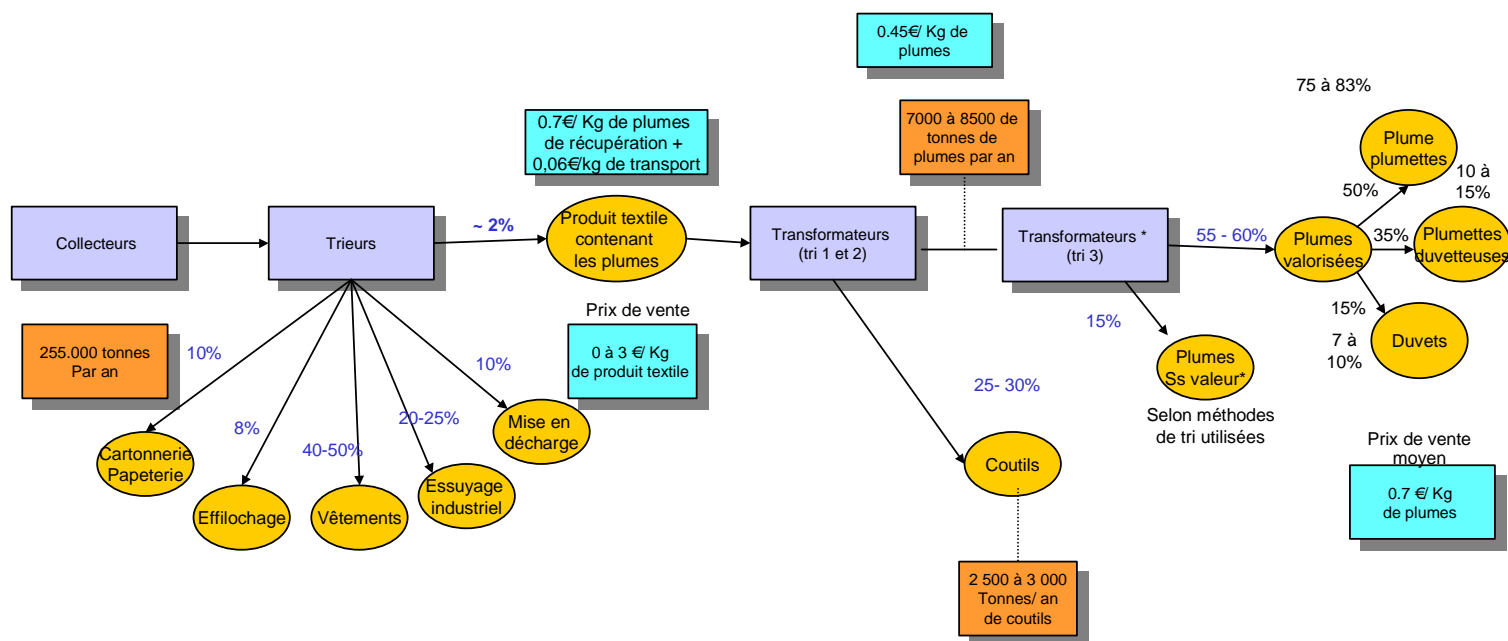 0.45€/ Kg de
plumes
75 à 83%
0.7€/ Kg de plumes
de récupération +
0,06€/kg de transport
7000 à 8500 de
tonnes de
plumes par an
Plume
plumettes
50%
10 à
15%
Collecteurs
Trieurs
~ 2%
Produit textile
contenant
les plumes
Transformateurs
(tri 1 et 2)
Transformateurs *
(tri 3)
55 - 60%
Plumes
valorisées
35%
Plumettes
duvetteuses
255.000 tonnes
Par an
10%
8%
40-50%
20-25%
10%
Prix de vente
0 à 3 €/ Kg
de produit textile
15%
Plumes
Ss valeur*
Selon méthodes
de tri utilisées
15%
7 à
10%
Duvets
Cartonnerie
Papeterie
Effilochage
Vêtements
Essuyage
industriel
Mise en
décharge
25- 30%
Coutils
2 500 à 3 000
Tonnes/ an
de coutils
Prix de vente
moyen
0.7 €/ Kg
de plumes